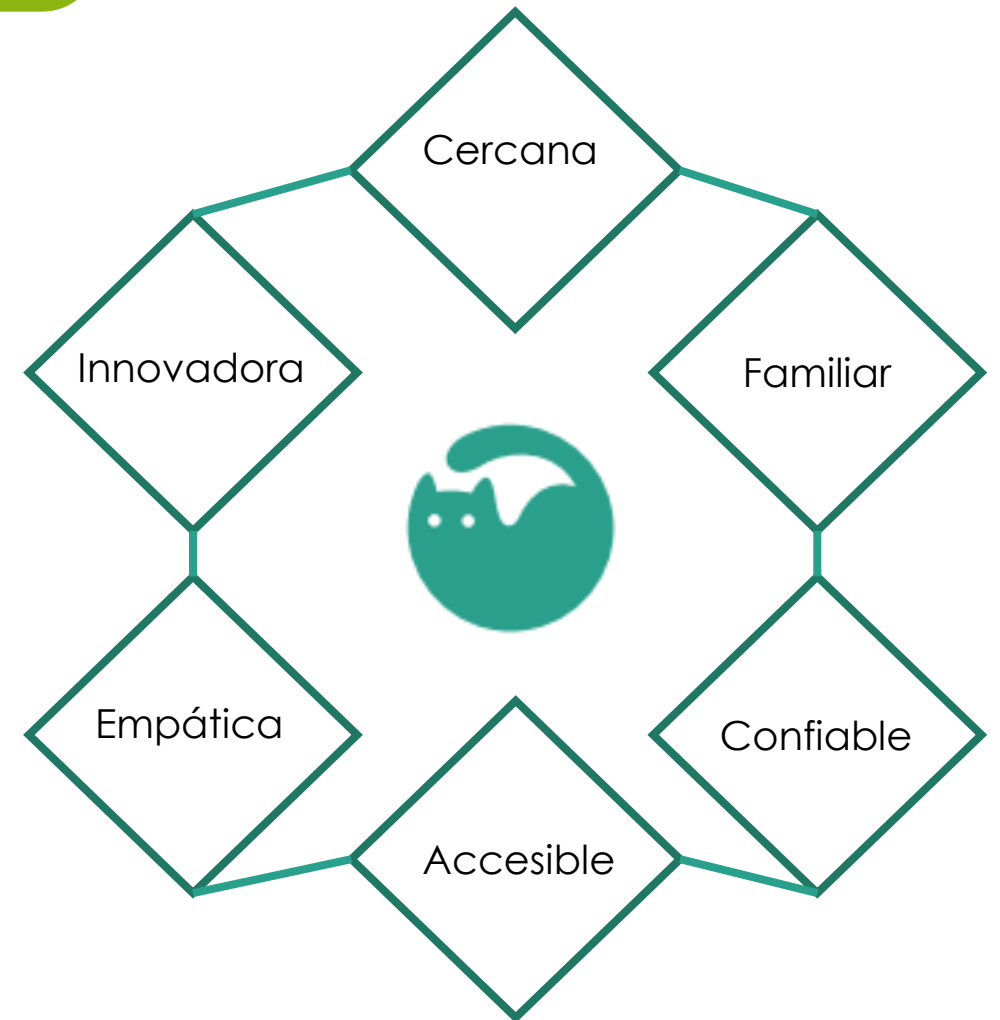 Cercana
Innovadora
Familiar
Empática
Confiable
Accesible